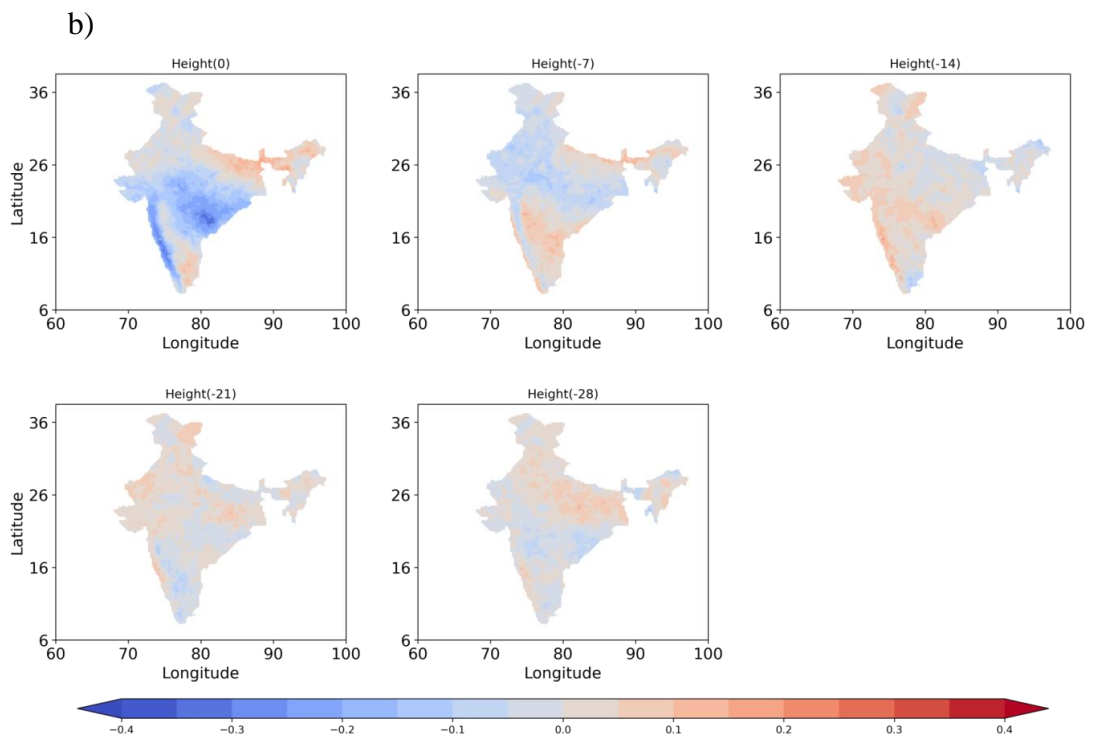 b)
Height(0)
Height(-7)
Height(-14)
36
26
16
6
Latitude
60 70 80 90 100
Longitude
36
26
16
6
60 70 80 90 100
Longitude
36
26
16
6
60 70 80 90 100
Longitude
Height(-21)
Height(-28)
36
26
16
6
Latitude
60 70 80 90 100
Longitude
36
26
16
6
60 70 80 90 100
Longitude
−0.4 −0.3 −0.2 −0.1 0.0 0.1 0.2 0.3 0.4